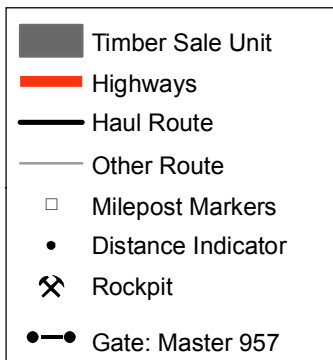 Timber Sale Unit
Highways
Haul Route
Other Route
Milepost Markers
Distance Indicator
Rockpit
Gate: Master 957